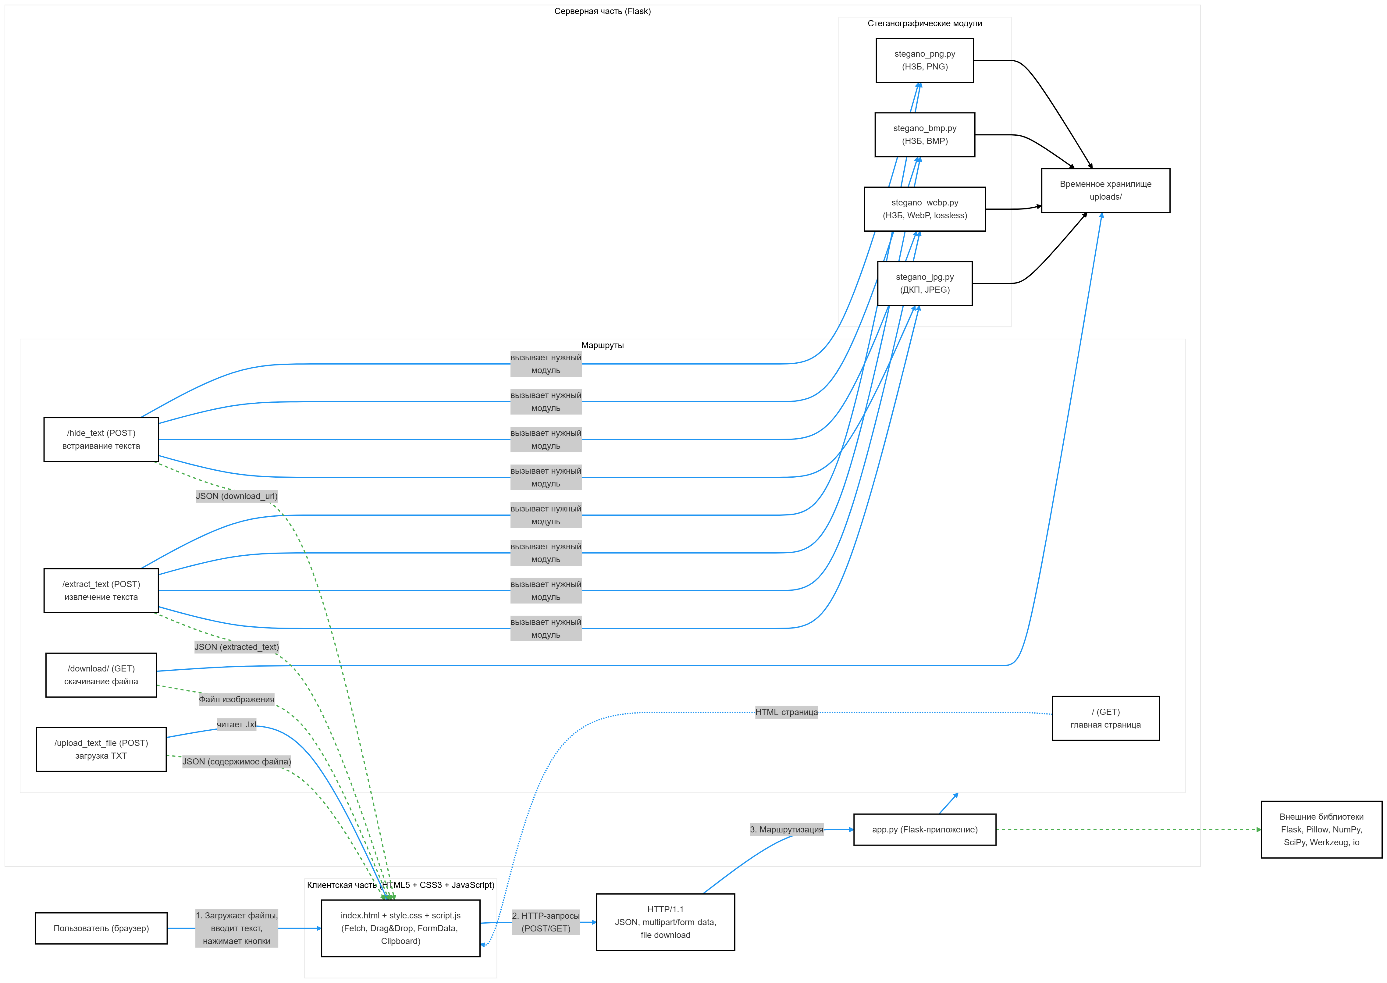 Серверная часть (Flask)
Стеганографические модули
stegano_png.py
(НЗБ, PNG)
stegano_bmp.py
(НЗБ, BMP)
Временное хранилище
uploads/
stegano_webp.py
(НЗБ, WebP, lossless)
stegano_jpg.py
(ДКП, JPEG)
Маршруты
вызывает нужный
модуль
вызывает нужный
модуль
/hide_text (POST)
встраивание текста
вызывает нужный
модуль
вызывает нужный
модуль
JSON (download_url)
вызывает нужный
модуль
вызывает нужный
модуль
/extract_text (POST)
извлечение текста
вызывает нужный
модуль
вызывает нужный
модуль
JSON (extracted_text)
/download/ (GET)
скачивание файла
Файл изображения
HTML страница
/ (GET)
главная страница
читает .txt
/upload_text_file (POST)
загрузка TXT
JSON (содержимое файла)
3. Маршрутизация
app.py (Flask-приложение)
Внешние библиотеки
Flask, Pillow, NumPy,
SciPy, Werkzeug, io
Клиентская часть (HTML5 + CSS3 + JavaScript)
Пользователь (браузер)
1. Загружает файлы,
вводит текст,
нажимает кнопки
index.html + style.css + script.js
(Fetch, Drag&Drop, FormData,
Clipboard)
2. HTTP-запросы
(POST/GET)
HTTP/1.1
JSON, multipart/form-data,
file download